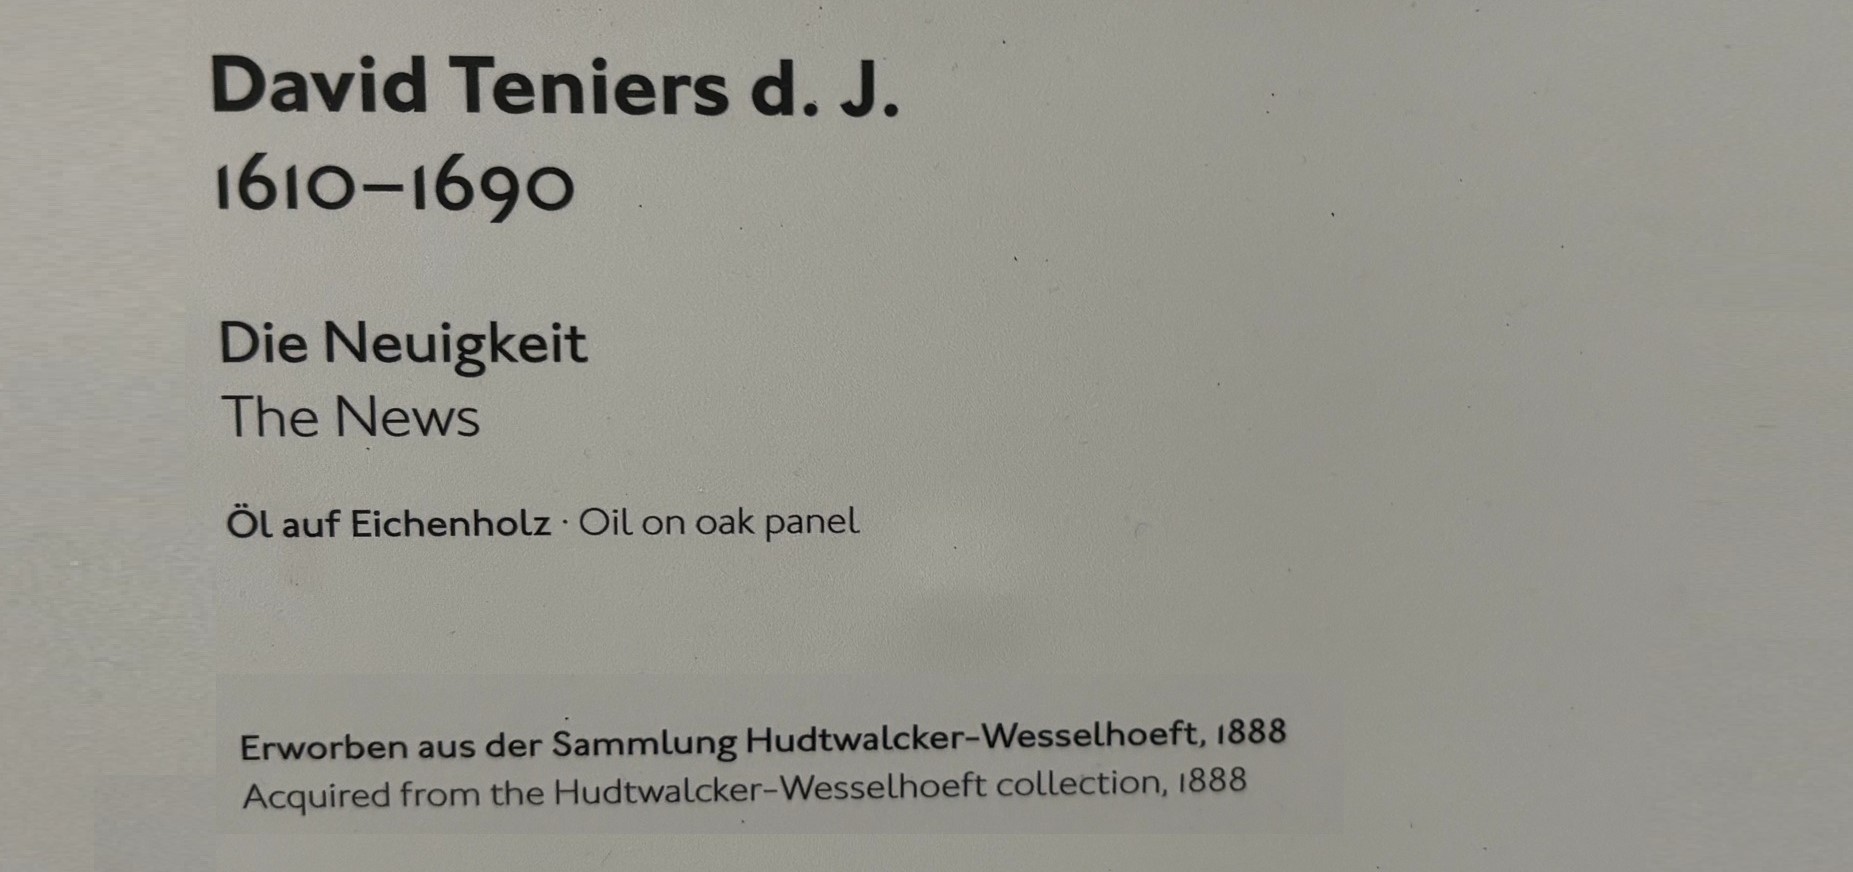 David Teniers d. J.
1610–1690
Die Neuigkeit
The News
Öl auf Eichenholz · Oil on oak panel
Erworben aus der Sammlung Hudtwalcker-Wesselhoeft, 1888
Acquired from the Hudtwalcker-Wesselhoeft collection, 1888